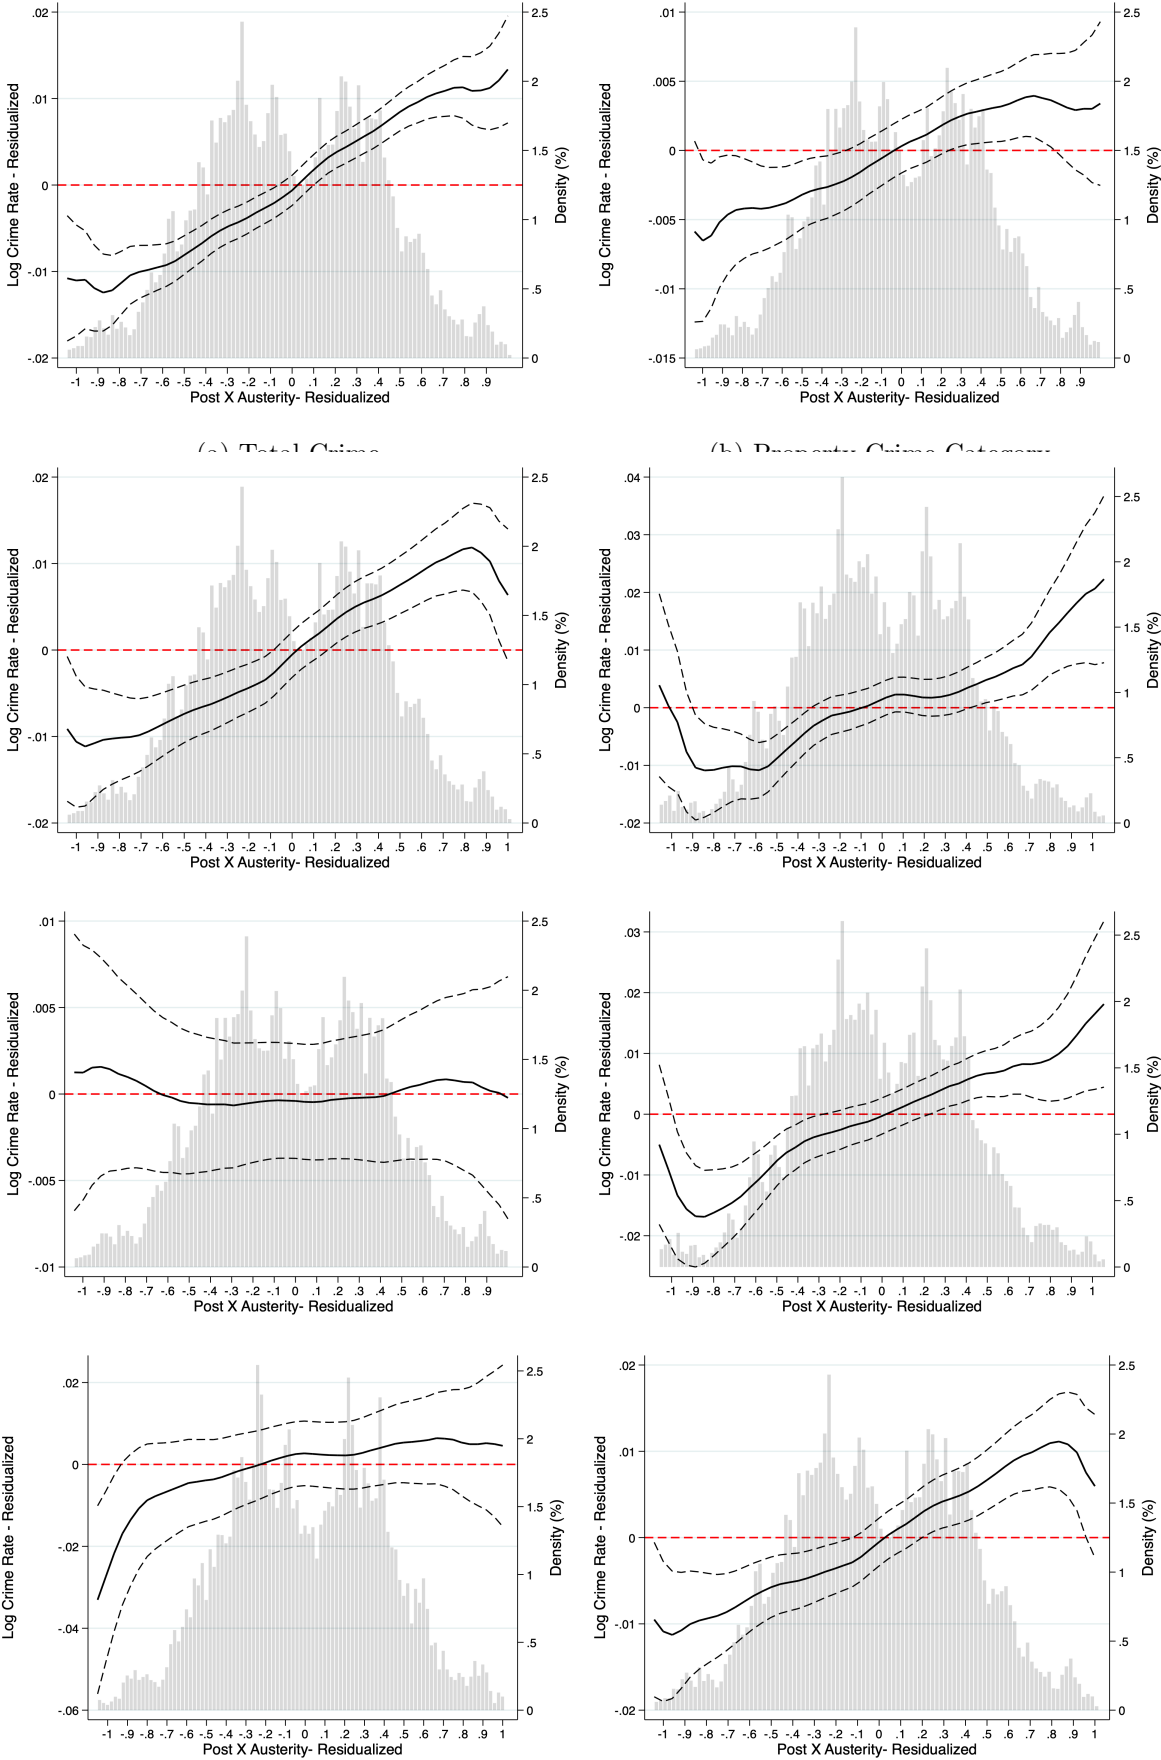 .02
.01
0
-.01
-.02
Log Crime Rate - Residualized
2.5
2
1.5
1
.5
0
Density (%)
-1 -.9 -.8 -.7 -.6 -.5 -.4 -.3 -.2 -.1 0 .1 .2 .3 .4 .5 .6 .7 .8 .9
Post X Austerity- Residualized
.01
.005
0
-.005
-.01
-.015
Log Crime Rate - Residualized
2.5
2
1.5
1
.5
0
Density (%)
-1 -.9 -.8 -.7 -.6 -.5 -.4 -.3 -.2 -.1 0 .1 .2 .3 .4 .5 .6 .7 .8 .9
Post X Austerity- Residualized
(a) Total Crime
(b) Property Crime Category
.02
.01
0
-.01
-.02
Log Crime Rate - Residualized
2.5
2
1.5
1
.5
0
Density (%)
-1 -.9 -.8 -.7 -.6 -.5 -.4 -.3 -.2 -.1 0 .1 .2 .3 .4 .5 .6 .7 .8 .9 1
Post X Austerity- Residualized
.04
.03
.02
.01
0
-.01
-.02
Log Crime Rate - Residualized
2.5
2
1.5
1
.5
0
Density (%)
-1 -.9 -.8 -.7 -.6 -.5 -.4 -.3 -.2 -.1 0 .1 .2 .3 .4 .5 .6 .7 .8 .9 1
Post X Austerity- Residualized
.01
.005
0
-.005
-.01
Log Crime Rate - Residualized
2.5
2
1.5
1
.5
0
Density (%)
-1 -.9 -.8 -.7 -.6 -.5 -.4 -.3 -.2 -.1 0 .1 .2 .3 .4 .5 .6 .7 .8 .9
Post X Austerity- Residualized
.03
.02
.01
0
-.01
-.02
Log Crime Rate - Residualized
2.5
2
1.5
1
.5
0
Density (%)
-1 -.9 -.8 -.7 -.6 -.5 -.4 -.3 -.2 -.1 0 .1 .2 .3 .4 .5 .6 .7 .8 .9 1
Post X Austerity- Residualized
.02
0
-.02
-.04
-.06
Log Crime Rate - Residualized
2.5
2
1.5
1
.5
0
Density (%)
-1 -.9 -.8 -.7 -.6 -.5 -.4 -.3 -.2 -.1 0 .1 .2 .3 .4 .5 .6 .7 .8 .9 1
Post X Austerity- Residualized
.02
.01
0
-.01
-.02
Log Crime Rate - Residualized
2.5
2
1.5
1
.5
0
Density (%)
-1 -.9 -.8 -.7 -.6 -.5 -.4 -.3 -.2 -.1 0 .1 .2 .3 .4 .5 .6 .7 .8 .9 1
Post X Austerity- Residualized